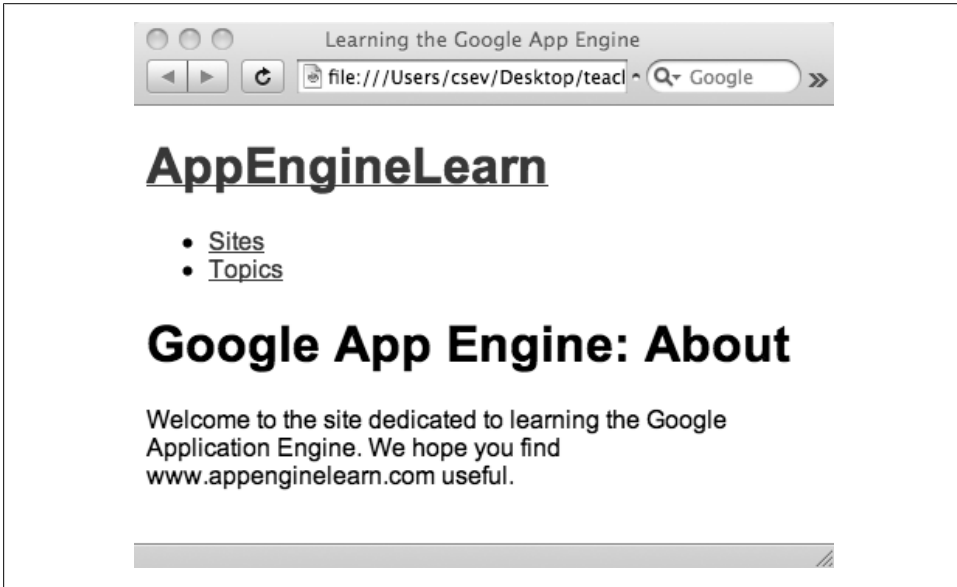 Learning the Google App Engine
file:///Users/csev/Desktop/teacl Google
AppEngineLearn
• Sites
• Topics
Google App Engine: About
Welcome to the site dedicated to learning the Google
Application Engine. We hope you find
www.appenginelearn.com useful.